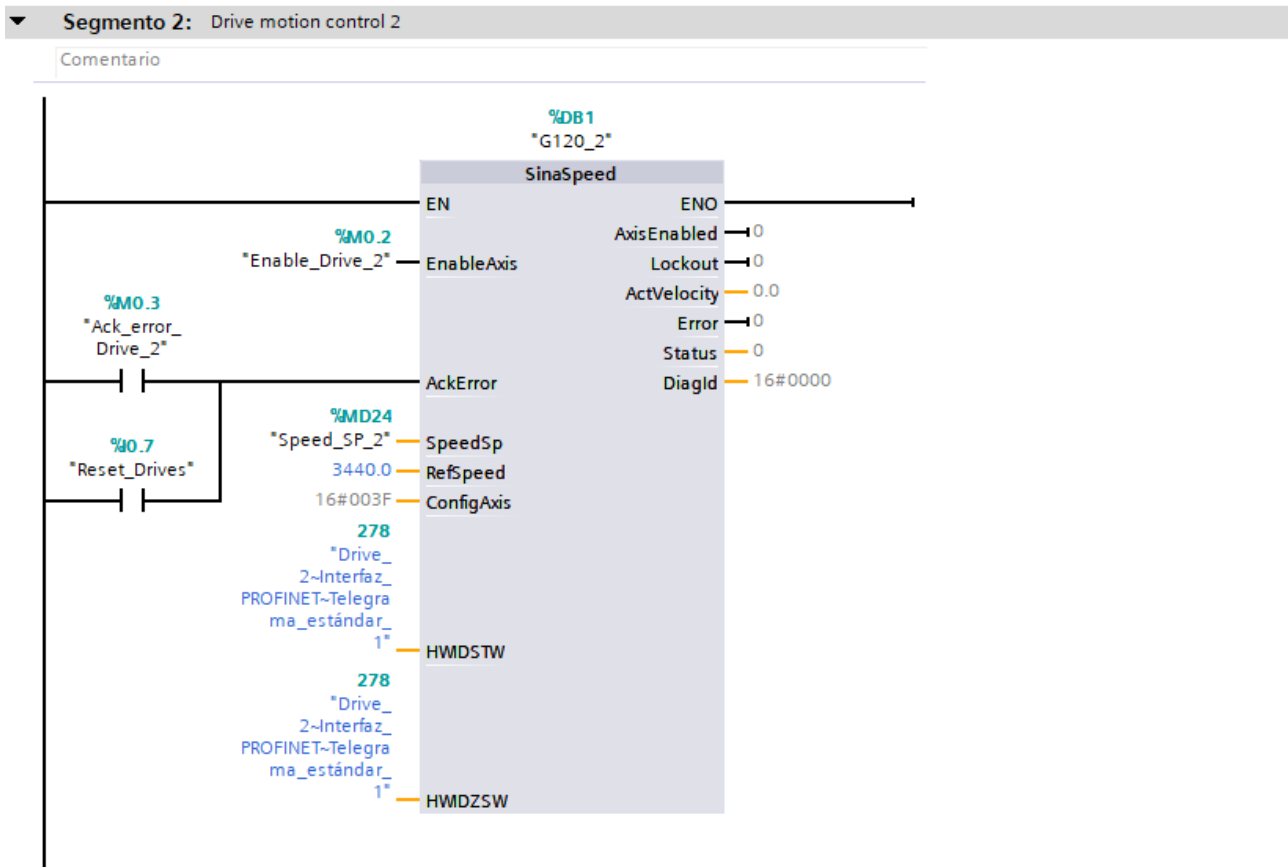 Segmento 2: Drive motion control 2
Comentario
%DB1
"G120_2"
SinaSpeed
EN ENO
%M0.2
"Enable_Drive_2" EnableAxis
AxisEnabled 0
Lockout 0
ActVelocity 0.0
Error 0
Status 0
DiagId 16#0000
%M0.3
"Ack_error_
Drive_2"
AckError
%I0.7
"Reset_Drives"
%MD24
"Speed_SP_2" SpeedSp
3440.0 RefSpeed
16#003F ConfigAxis
278
"Drive_
2~Interfaz_
PROFINET~Telegra
ma_estándar_
1"
HWIDSTW
278
"Drive_
2~Interfaz_
PROFINET~Telegra
ma_estándar_
1"
HWIDZSW